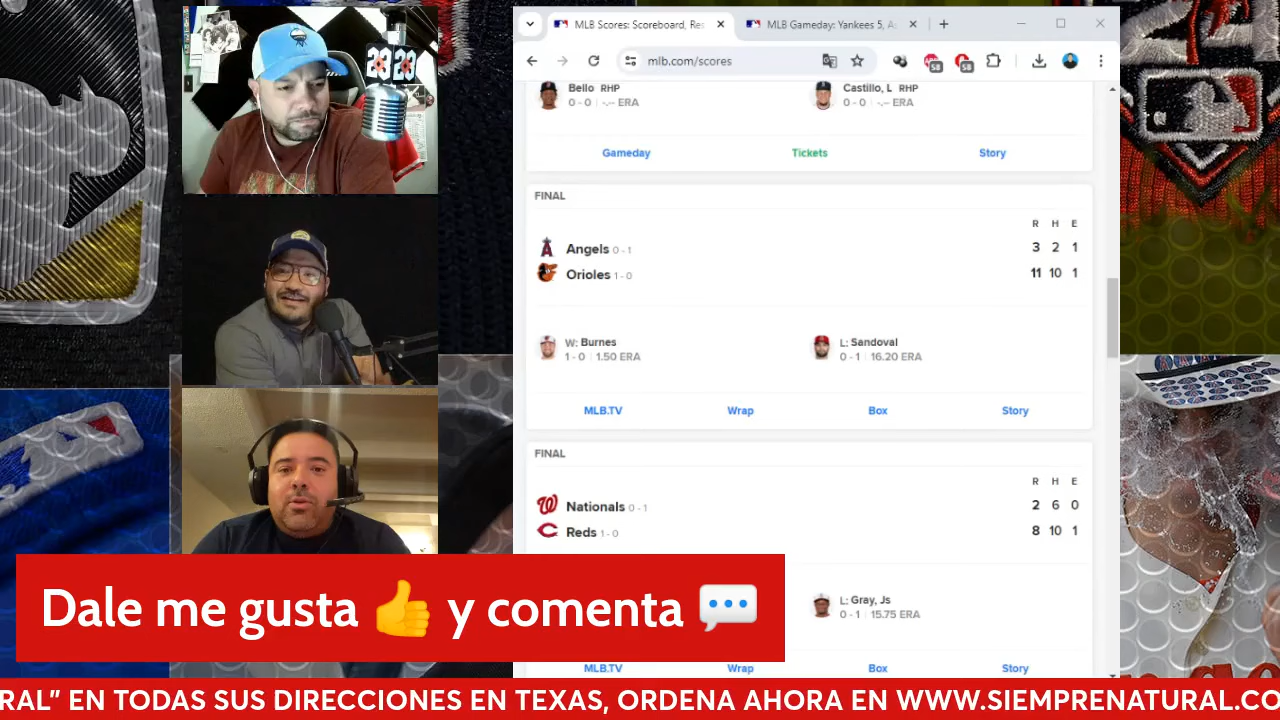 MLB Scores: Scoreboard, Res
MLB Gameday: Yankees 5, A
mlb.com/scores
58
58
Bello RHP
0 - 0 | -.-- ERA
Castillo, L RHP
0 - 0 | -.-- ERA
Gameday
Tickets
Story
FINAL
R H E
Angels 0 - 1
3 2 1
Orioles 1 - 0
11 10 1
W: Burnes
1 - 0 | 1.50 ERA
L: Sandoval
0 - 1 | 16.20 ERA
MLB.TV
Wrap
Box
Story
FINAL
R H E
Nationals 0 - 1
2 6 0
Reds 1 - 0
8 10 1
L: Gray, Js
0 - 1 | 15.75 ERA
MLB.TV
Wrap
Box
Story
23 23
Dale me gusta 👍 y comenta 💬
RAL” EN TODAS SUS DIRECCIONES EN TEXAS, ORDENA AHORA EN WWW.SIEMPRENATURAL.CO